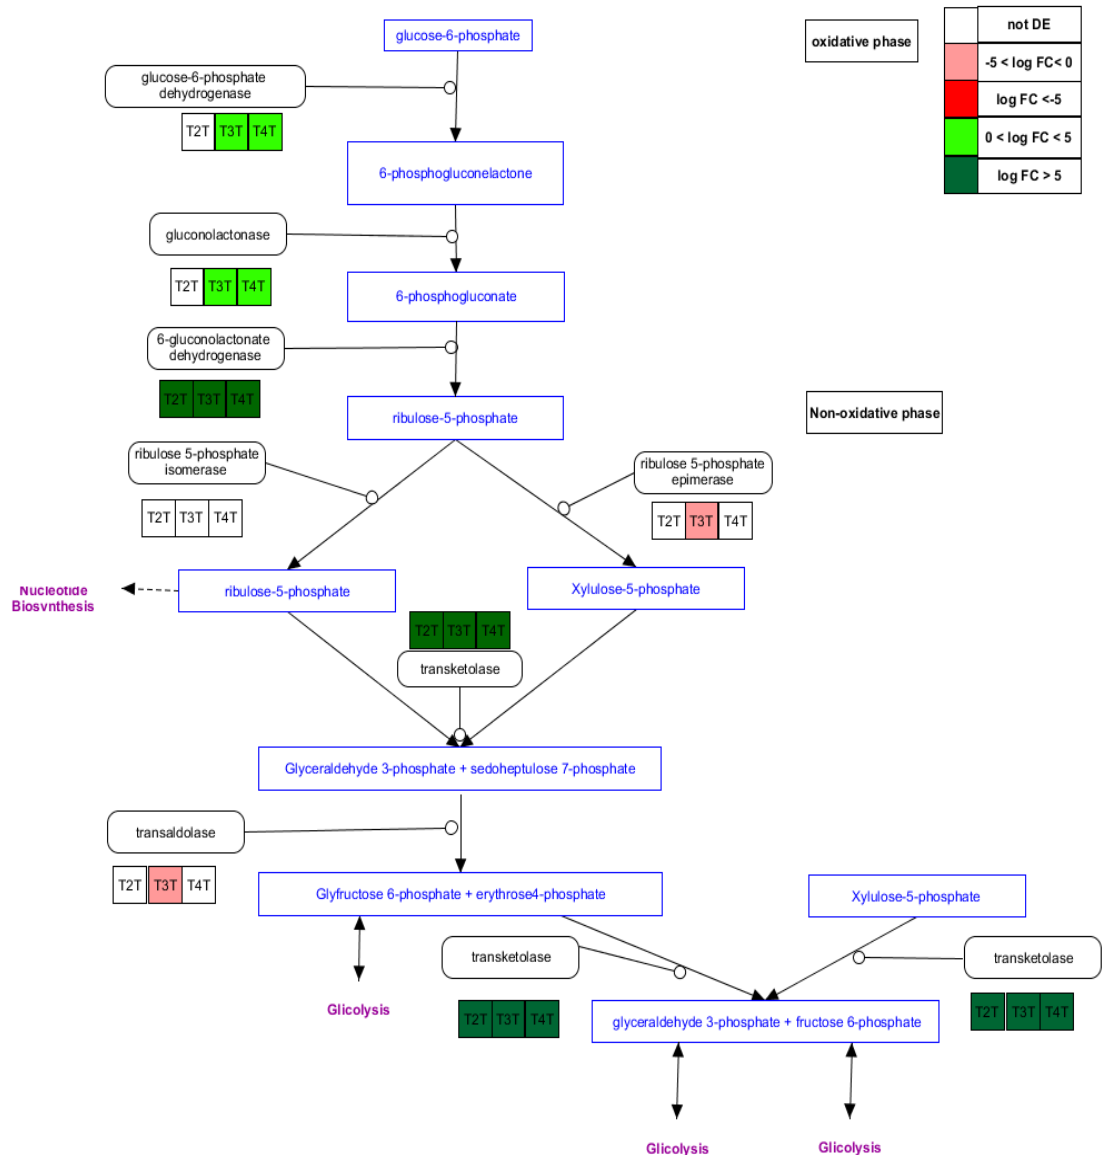 glucose-6-phosphate
oxidative phase
not DE
-5 < log FC< 0
log FC <-5
0 < log FC < 5
log FC > 5
glucose-6-phosphate
dehydrogenase
T2T T3T T4T
6-phosphogluconelactone
gluconolactonase
T2T T3T T4T
6-phosphogluconate
6-gluconolactonate
dehydrogenase
T2T T3T T4T
ribulose-5-phosphate
Non-oxidative phase
ribulose 5-phosphate
isomerase
T2T T3T T4T
ribulose 5-phosphate
epimerase
T2T T3T T4T
Nucleotide
Biosynthesis
ribulose-5-phosphate
Xylulose-5-phosphate
T2T T3T T4T
transketolase
Glyceraldehyde 3-phosphate + sedoheptulose 7-phosphate
transaldolase
T2T T3T T4T
Glyfructose 6-phosphate + erythrose4-phosphate
Xylulose-5-phosphate
transketolase
transketolase
Glicolysis
T2T T3T T4T
glyceraldehyde 3-phosphate + fructose 6-phosphate
T2T T3T T4T
Glicolysis
Glicolysis